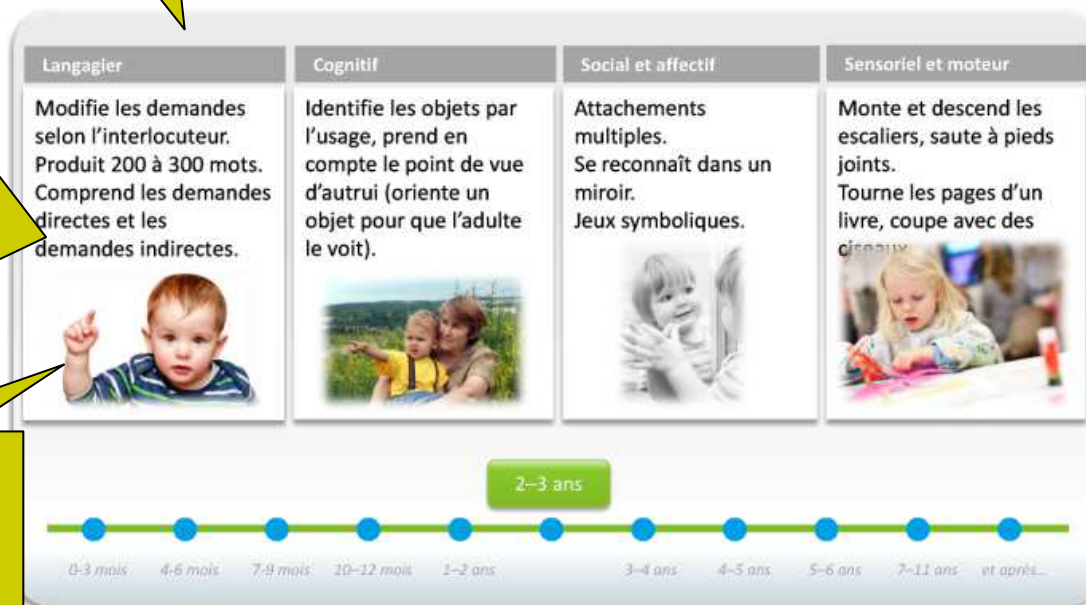 Langagier
Modifie les demandes
selon l'interlocuteur.
Produit 200 à 300 mots.
Comprend les demandes
directes et les
demandes indirectes.
Cognitif
Identifie les objets par
l'usage, prend en
compte le point de vue
d'autrui (oriente un
objet pour que l'adulte
le voit).
Social et affectif
Attachements
multiples.
Se reconnaît dans un
miroir.
Jeux symboliques.
Sensoriel et moteur
Monte et descend les
escaliers, saute à pieds
joints.
Tourne les pages d'un
livre, coupe avec des
ciseaux
2–3 ans
0-3 mois 4-6 mois 7-9 mois 10–12 mois 1–2 ans 3–4 ans 4–5 ans 5–6 ans 7–11 ans et après...